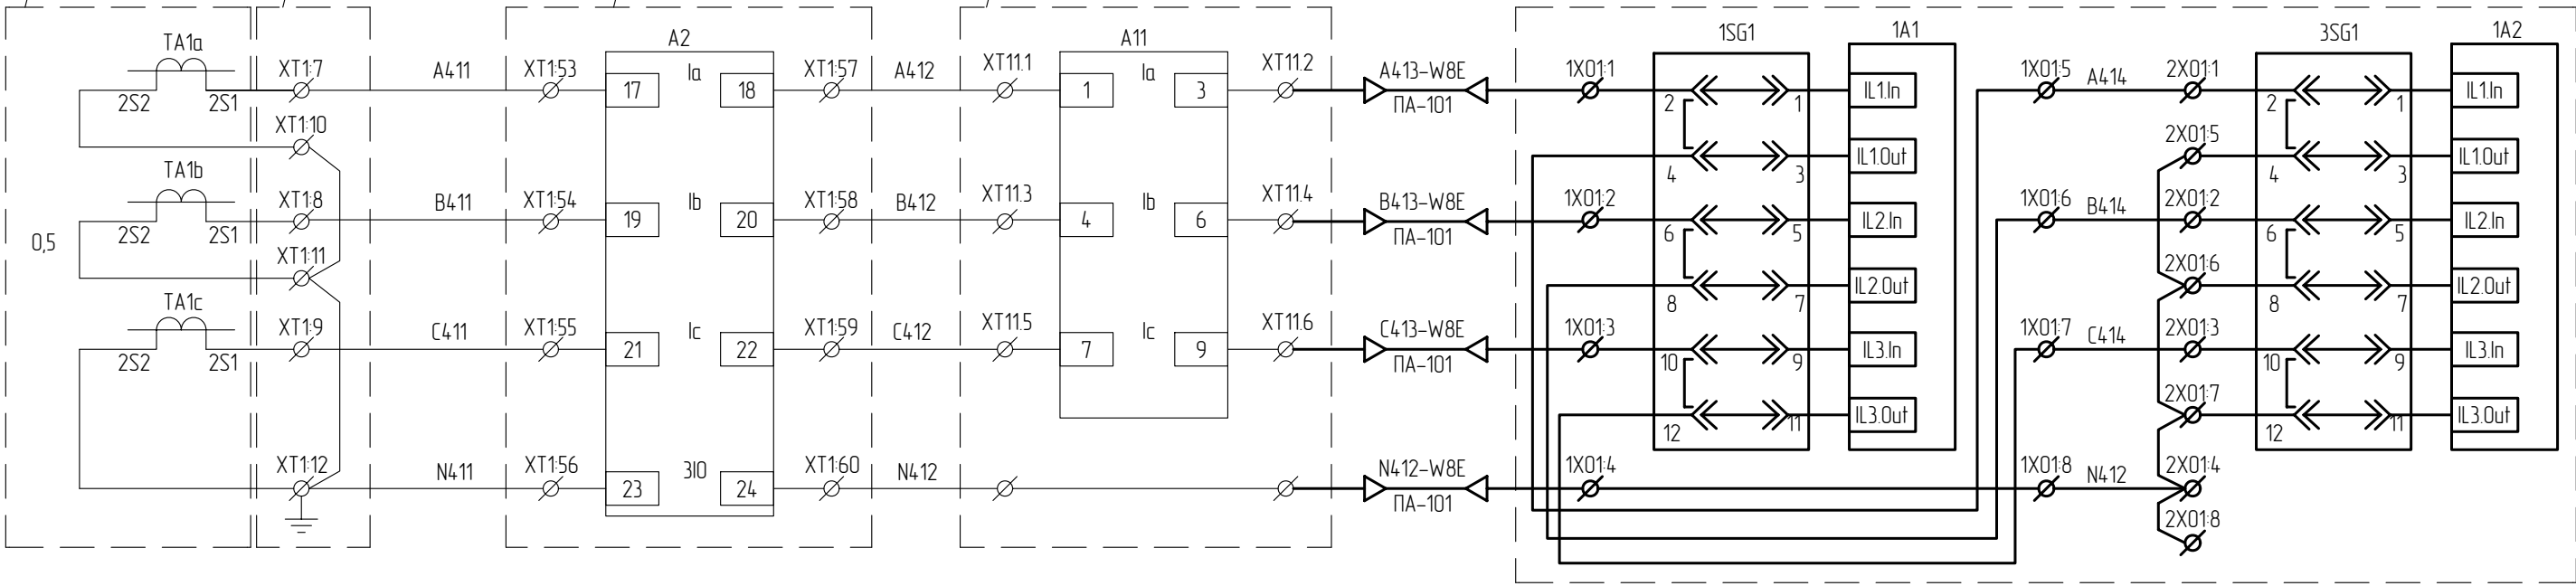 TA1a
2S2
2S1
TA1b
2S2
2S1
TA1c
2S2
2S1
0,5
XT1:7
XT1:10
XT1:8
XT1:11
XT1:9
XT1:12
A411
B411
C411
N411
XT1:53
XT1:54
XT1:55
XT1:56
A2
Ia
17
18
Ib
19
20
Ic
21
22
3I0
23
24
XT1:57
XT1:58
XT1:59
XT1:60
A412
B412
C412
N412
XT11.1
XT11.3
XT11.5
A11
Ia
1
3
Ib
4
6
Ic
7
9
XT11.2
XT11.4
XT11.6
A413-W8E
ПА-101
B413-W8E
ПА-101
C413-W8E
ПА-101
N412-W8E
ПА-101
1X01:1
1X01:2
1X01:3
1X01:4
1SG1
2
1
4
3
6
5
8
7
10
9
12
11
1A1
IL1.In
IL1.Out
IL2.In
IL2.Out
IL3.In
IL3.Out
1X01:5
1X01:6
1X01:7
1X01:8
A414
B414
C414
N412
2X01:1
2X01:5
2X01:2
2X01:6
2X01:3
2X01:7
2X01:4
2X01:8
3SG1
2
1
4
3
6
5
8
7
10
9
12
11
1A2
IL1.In
IL1.Out
IL2.In
IL2.Out
IL3.In
IL3.Out